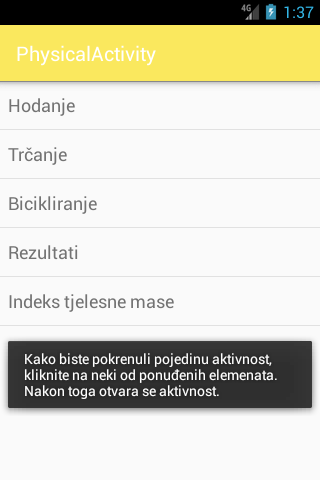 4G 1:37
PhysicalActivity
Hodanje
Trčanje
Bicikliranje
Rezultati
Indeks tjelesne mase
Kako biste pokrenuli pojedinu aktivnost,
kliknite na neki od ponuđenih elemenata.
Nakon toga otvara se aktivnost.